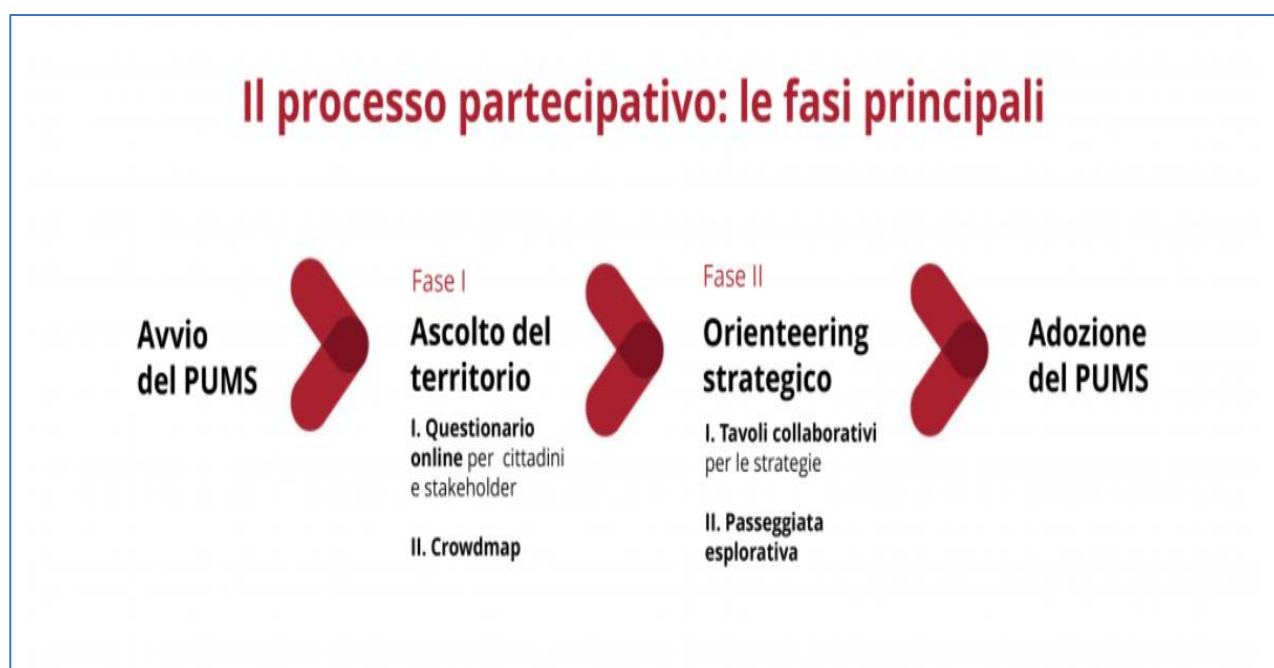 Il processo partecipativo: le fasi principali
Avvio
del PUMS
Fase I
Ascolto del
territorio
I. Questionario
online per cittadini
e stakeholder
II. Crowdmap
Fase II
Orienteering
strategico
I. Tavoli collaborativi
per le strategie
II. Passeggiata
esplorativa
Adozione
del PUMS